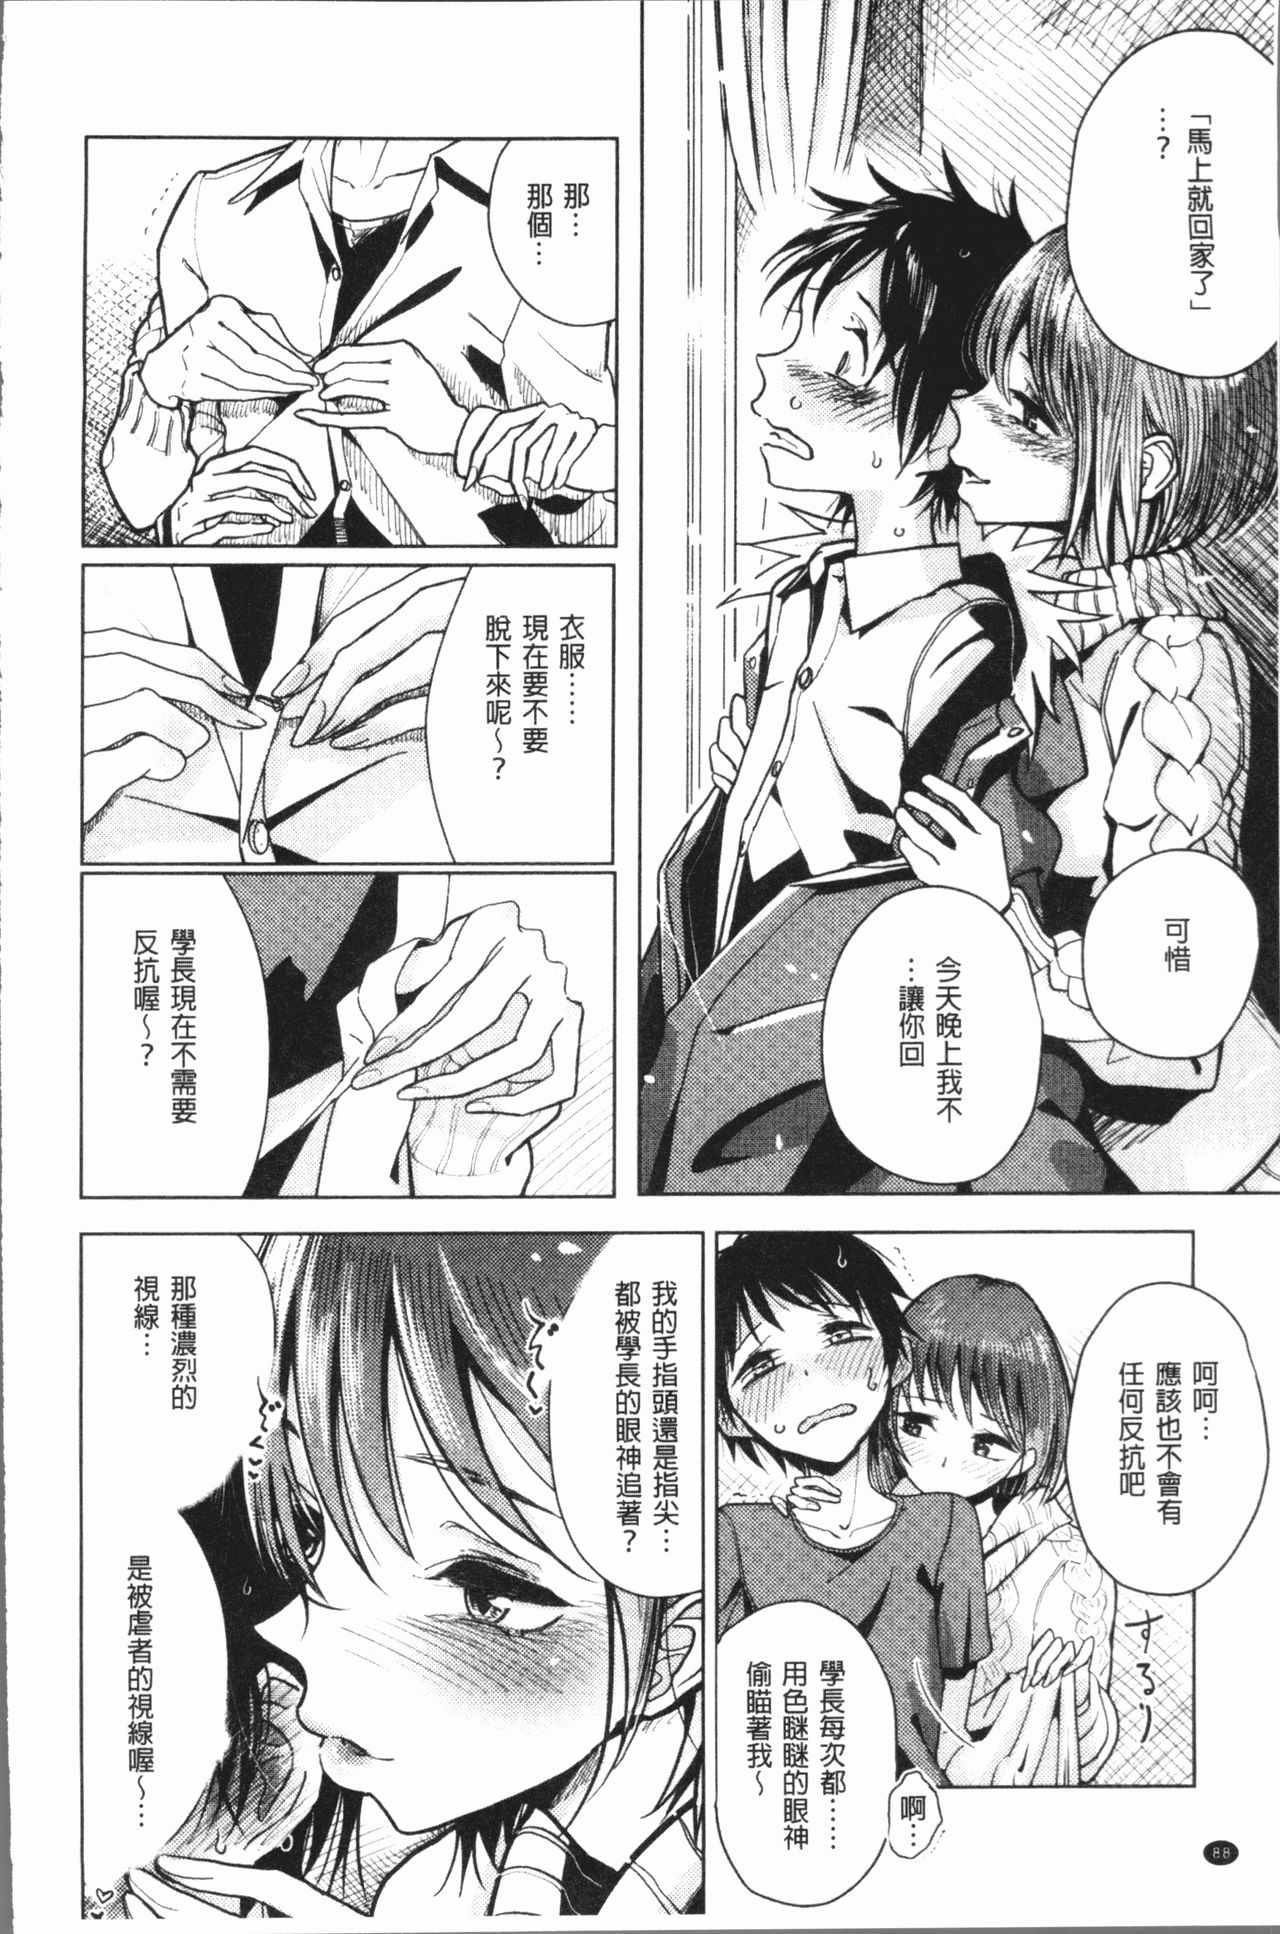 「馬上就回家了」
…？
可惜
今天晚上我不
…讓你回
那…
那個…
衣服……
現在要不要
脫下來呢～？
學長現在不需要
反抗喔～？
呵呵…
應該也不會有
任何反抗吧
するり
學長每次都……
用色瞇瞇的眼神
偷瞄著我～
啊…
我的手指頭還是指尖…
都被學長的眼神追著？
那種濃烈的
視線…
是被虐者的視線喔～…
88